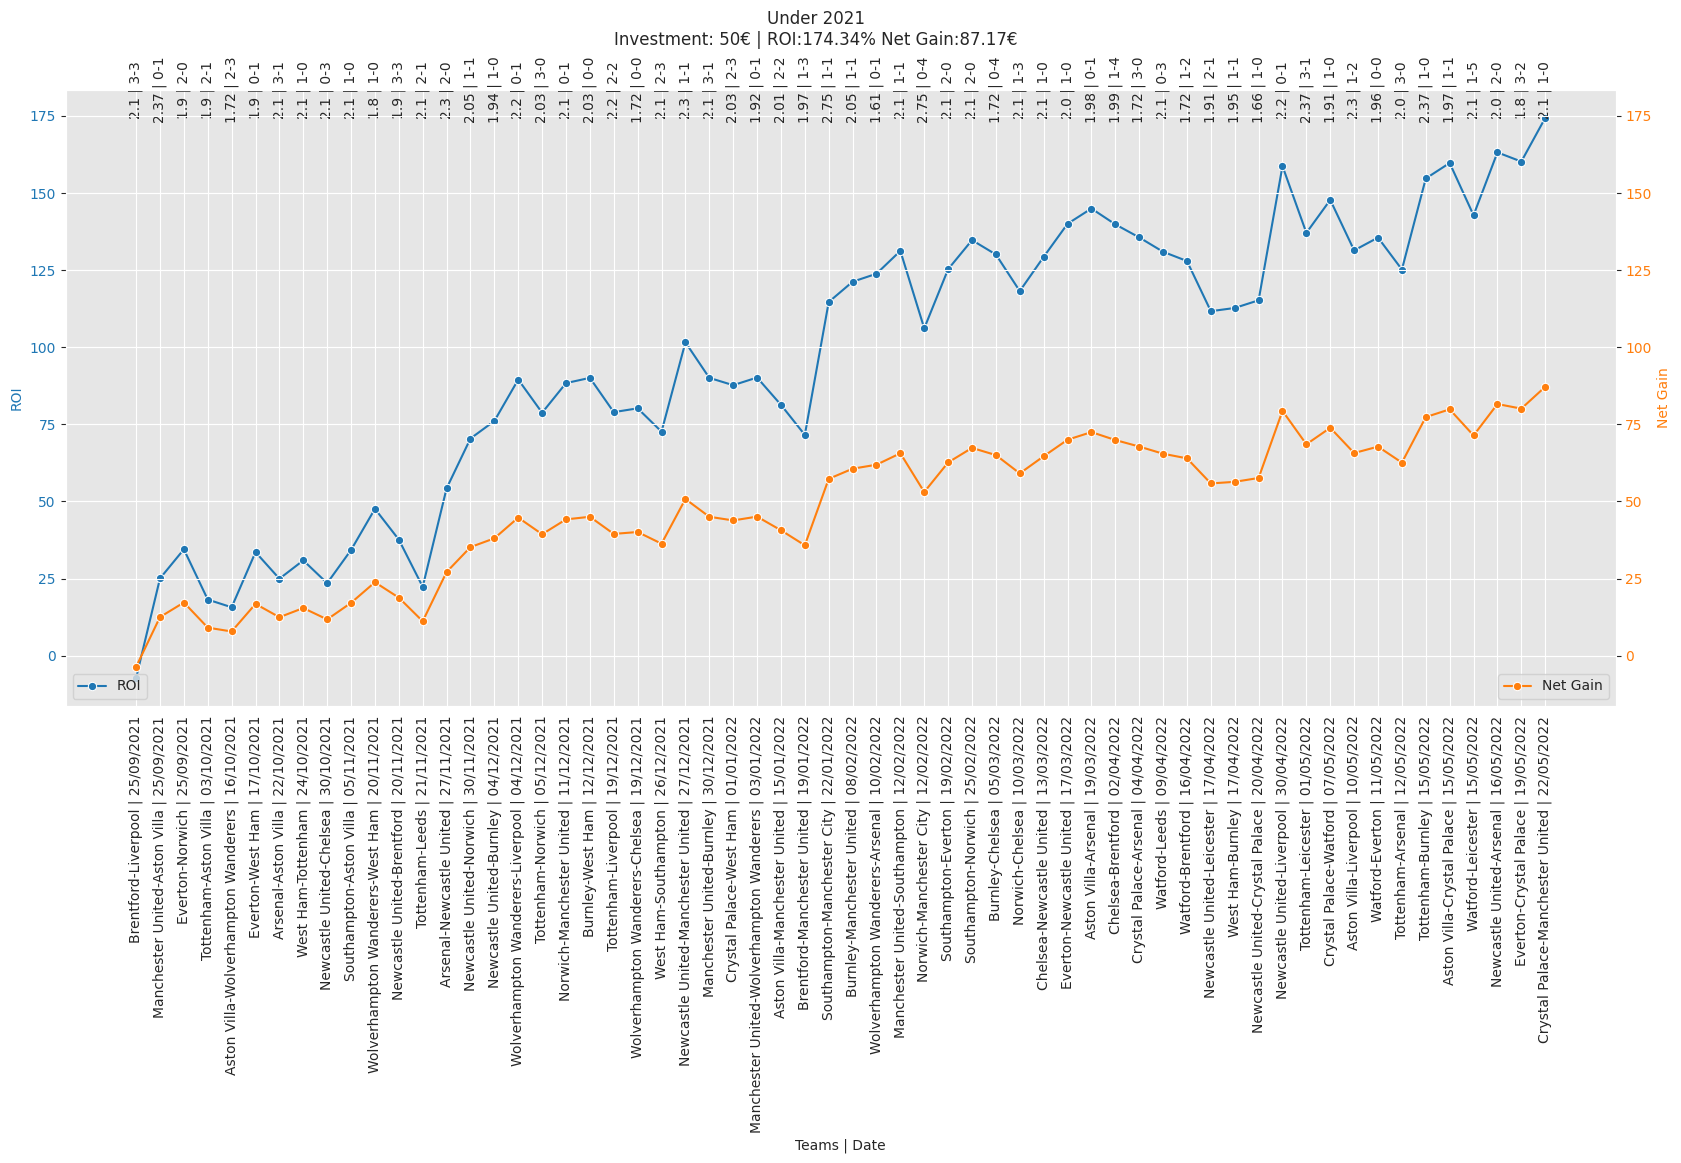 Under 2021
Investment: 50€ | ROI:174.34% Net Gain:87.17€
2.1 | 3-3
2.37 | 0-1
1.9 | 2-0
1.9 | 2-1
1.72 | 2-3
1.9 | 0-1
2.1 | 3-1
2.1 | 1-0
2.1 | 0-3
2.1 | 1-0
1.8 | 1-0
1.9 | 3-3
2.1 | 2-1
2.3 | 2-0
2.05 | 1-1
1.94 | 1-0
2.2 | 0-1
2.03 | 3-0
2.1 | 0-1
2.03 | 0-0
2.2 | 2-2
1.72 | 0-0
2.1 | 2-3
2.3 | 1-1
2.1 | 3-1
2.03 | 2-3
1.92 | 0-1
2.01 | 2-2
1.97 | 1-3
2.75 | 1-1
2.05 | 1-1
1.61 | 0-1
2.1 | 1-1
2.75 | 0-4
2.1 | 2-0
2.1 | 2-0
1.72 | 0-4
2.1 | 1-3
2.1 | 1-0
2.0 | 1-0
1.98 | 0-1
1.99 | 1-4
1.72 | 3-0
2.1 | 0-3
1.72 | 1-2
1.91 | 2-1
1.95 | 1-1
1.66 | 1-0
2.2 | 0-1
2.37 | 3-1
1.91 | 1-0
2.3 | 1-2
1.96 | 0-0
2.0 | 3-0
2.37 | 1-0
1.97 | 1-1
2.1 | 1-5
2.0 | 2-0
1.8 | 3-2
2.1 | 1-0
175
150
125
100
75
50
25
0
ROI
175
150
125
100
75
50
25
0
Net Gain
ROI
Net Gain
Brentford-Liverpool | 25/09/2021
Manchester United-Aston Villa | 25/09/2021
Everton-Norwich | 25/09/2021
Tottenham-Aston Villa | 03/10/2021
Aston Villa-Wolverhampton Wanderers | 16/10/2021
Everton-West Ham | 17/10/2021
Arsenal-Aston Villa | 22/10/2021
West Ham-Tottenham | 24/10/2021
Newcastle United-Chelsea | 30/10/2021
Southampton-Aston Villa | 05/11/2021
Wolverhampton Wanderers-West Ham | 20/11/2021
Newcastle United-Brentford | 20/11/2021
Tottenham-Leeds | 21/11/2021
Arsenal-Newcastle United | 27/11/2021
Newcastle United-Norwich | 30/11/2021
Newcastle United-Burnley | 04/12/2021
Wolverhampton Wanderers-Liverpool | 04/12/2021
Tottenham-Norwich | 05/12/2021
Norwich-Manchester United | 11/12/2021
Burnley-West Ham | 12/12/2021
Tottenham-Liverpool | 19/12/2021
Wolverhampton Wanderers-Chelsea | 19/12/2021
West Ham-Southampton | 26/12/2021
Newcastle United-Manchester United | 27/12/2021
Manchester United-Burnley | 30/12/2021
Crystal Palace-West Ham | 01/01/2022
Manchester United-Wolverhampton Wanderers | 03/01/2022
Aston Villa-Manchester United | 15/01/2022
Brentford-Manchester United | 19/01/2022
Southampton-Manchester City | 22/01/2022
Burnley-Manchester United | 08/02/2022
Wolverhampton Wanderers-Arsenal | 10/02/2022
Manchester United-Southampton | 12/02/2022
Norwich-Manchester City | 12/02/2022
Southampton-Everton | 19/02/2022
Southampton-Norwich | 25/02/2022
Burnley-Chelsea | 05/03/2022
Norwich-Chelsea | 10/03/2022
Chelsea-Newcastle United | 13/03/2022
Everton-Newcastle United | 17/03/2022
Aston Villa-Arsenal | 19/03/2022
Chelsea-Brentford | 02/04/2022
Crystal Palace-Arsenal | 04/04/2022
Watford-Leeds | 09/04/2022
Watford-Brentford | 16/04/2022
Newcastle United-Leicester | 17/04/2022
West Ham-Burnley | 17/04/2022
Newcastle United-Crystal Palace | 20/04/2022
Newcastle United-Liverpool | 30/04/2022
Tottenham-Leicester | 01/05/2022
Crystal Palace-Watford | 07/05/2022
Aston Villa-Liverpool | 10/05/2022
Watford-Everton | 11/05/2022
Tottenham-Arsenal | 12/05/2022
Tottenham-Burnley | 15/05/2022
Aston Villa-Crystal Palace | 15/05/2022
Watford-Leicester | 15/05/2022
Newcastle United-Arsenal | 16/05/2022
Everton-Crystal Palace | 19/05/2022
Crystal Palace-Manchester United | 22/05/2022
Teams | Date